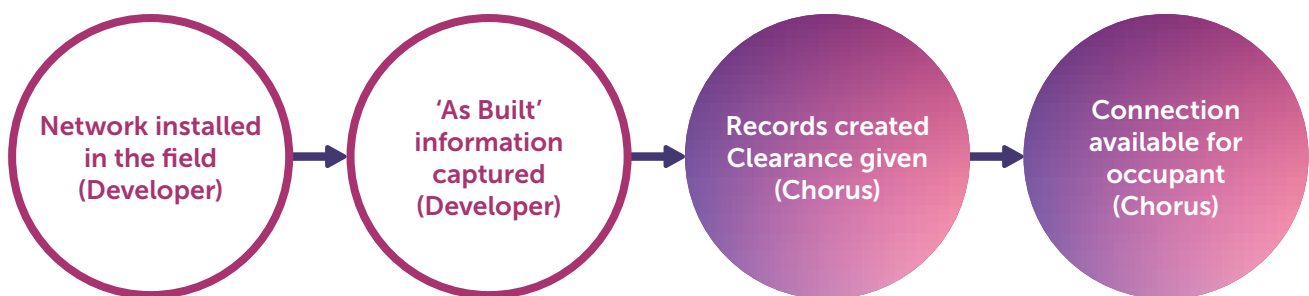 Network installed
in the field
(Developer)
‘As Built’
information
captured
(Developer)
Records created
Clearance given
(Chorus)
Connection
available for
occupant
(Chorus)